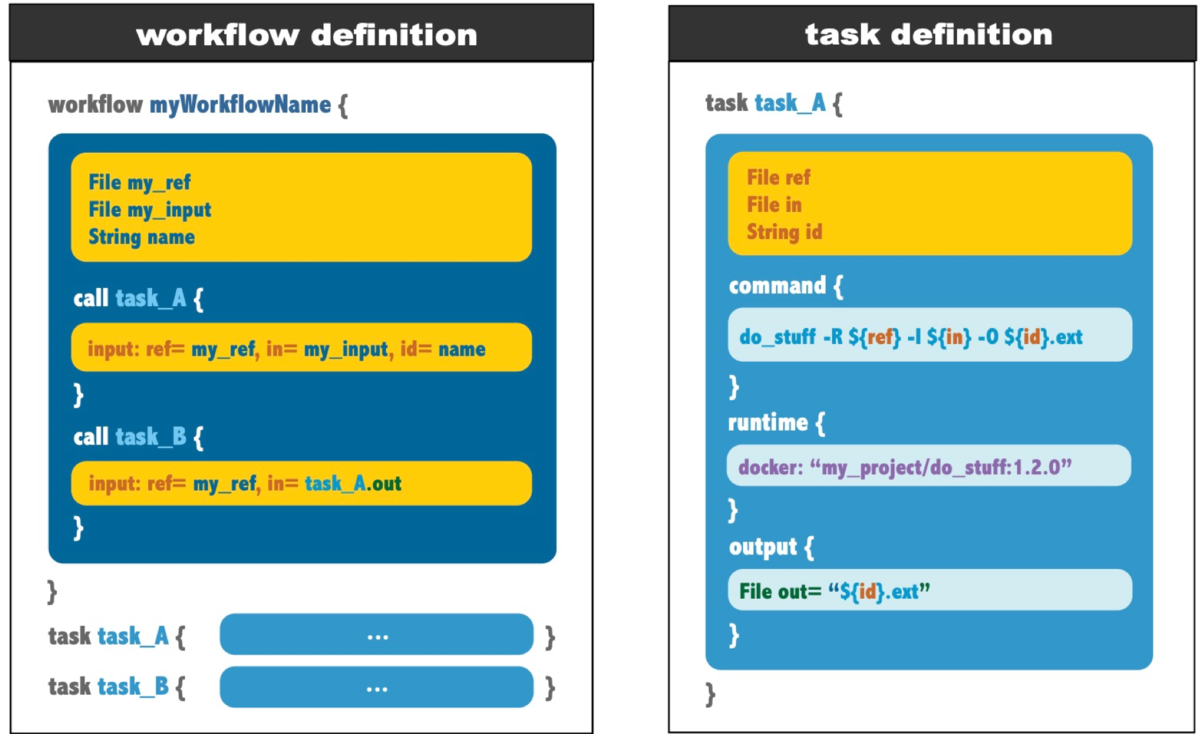 workflow definition
workflow myWorkflowName {
File my_ref
File my_input
String name
call task_A {
input: ref= my_ref, in= my_input, id= name
}
call task_B {
input: ref= my_ref, in= task_A.out
}
}
task task_A { ... }
task task_B { ... }
task definition
task task_A {
File ref
File in
String id
command {
do_stuff -R ${ref} -I ${in} -O ${id}.ext
}
runtime {
docker: “my_project/do_stuff:1.2.0”
}
output {
File out= “${id}.ext”
}
}